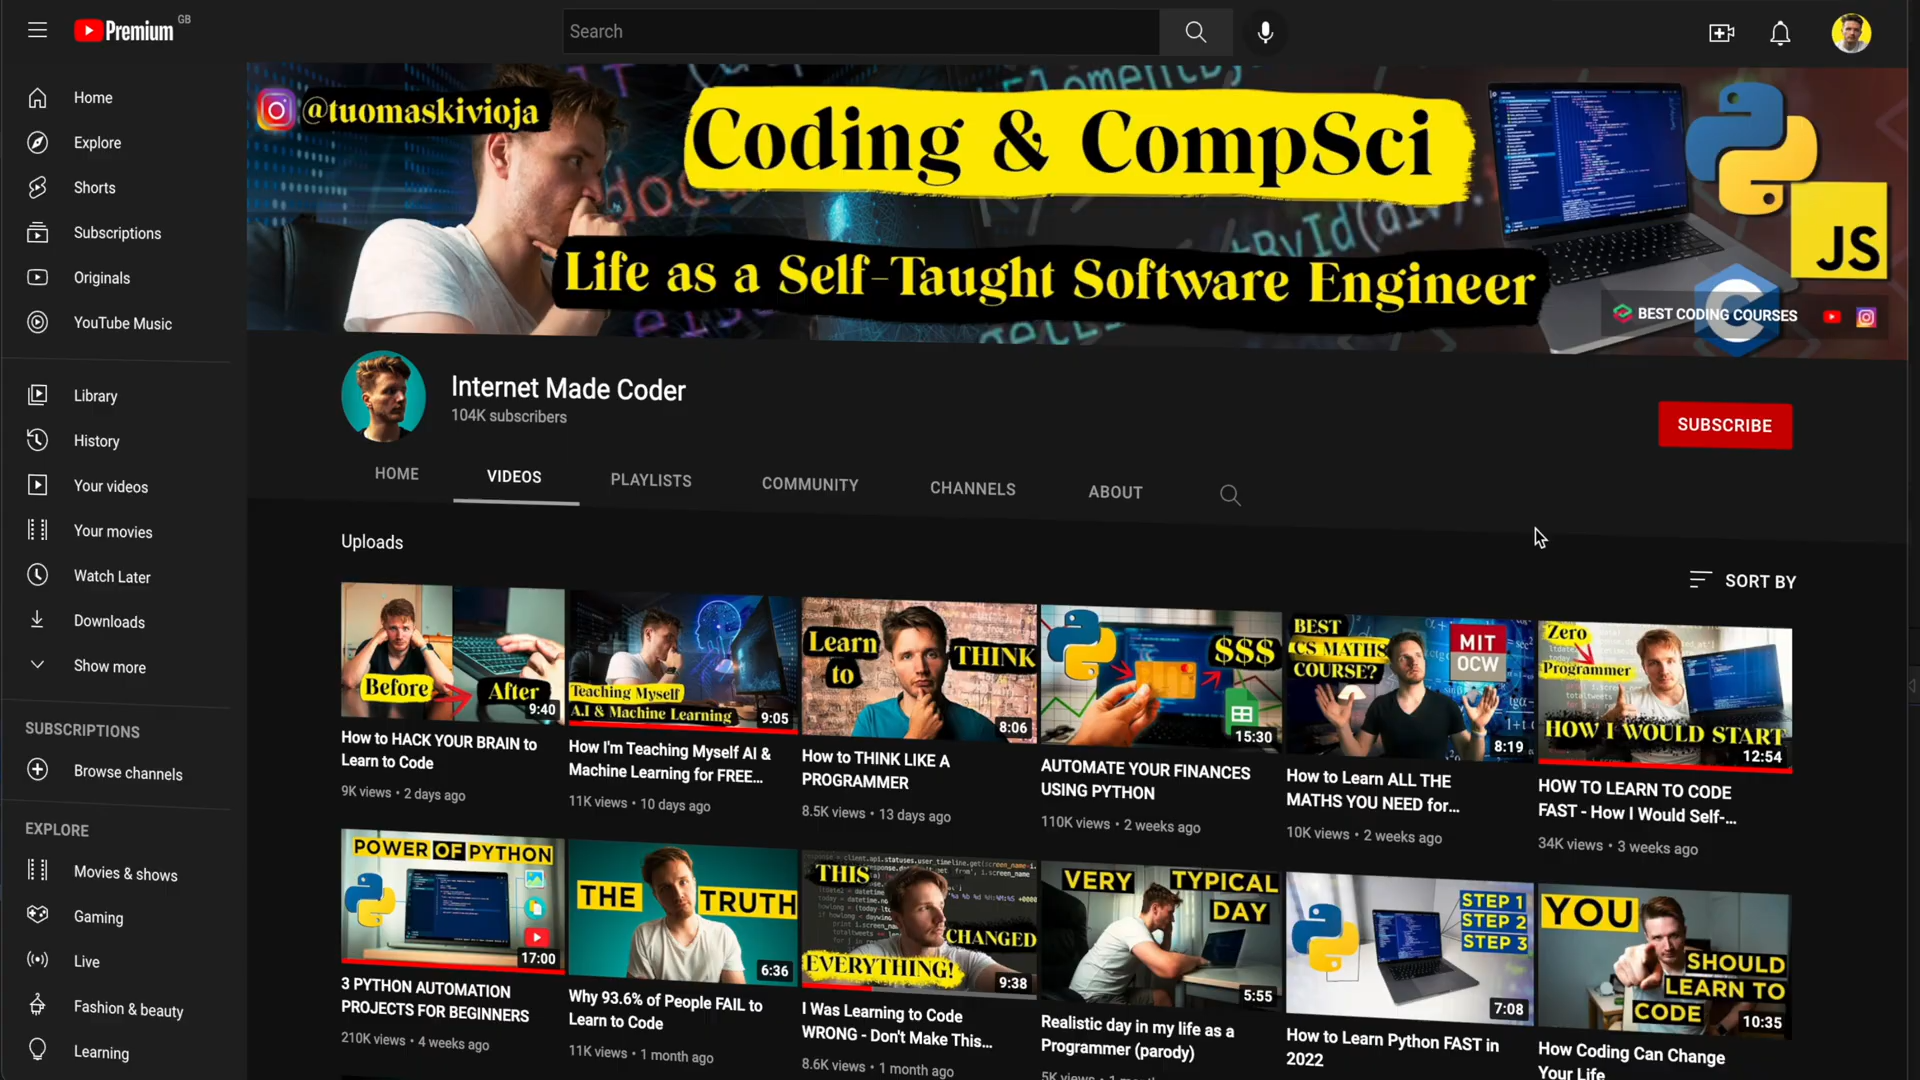 Premium GB
Search
Home
Explore
Shorts
Subscriptions
Originals
YouTube Music
Library
History
Your videos
Your movies
Watch Later
Downloads
Show more
SUBSCRIPTIONS
Browse channels
EXPLORE
Movies & shows
Gaming
Live
Fashion & beauty
Learning
@tuomaskivioja
Coding & CompSci
Life as a Self-Taught Software Engineer
JS
C
BEST CODING COURSES
Internet Made Coder
104K subscribers
SUBSCRIBE
HOME
VIDEOS
PLAYLISTS
COMMUNITY
CHANNELS
ABOUT
Uploads
SORT BY
Before
After
9:40
How to HACK YOUR BRAIN to
Learn to Code
9K views • 2 days ago
Teaching Myself
A.I & Machine Learning
9:05
How I'm Teaching Myself AI &
Machine Learning for FREE...
11K views • 10 days ago
Learn
to
THINK
8:06
How to THINK LIKE A
PROGRAMMER
8.5K views • 13 days ago
$$$
15:30
AUTOMATE YOUR FINANCES
USING PYTHON
110K views • 2 weeks ago
BEST
CS MATHS
COURSE?
MIT
OCW
8:19
How to Learn ALL THE
MATHS YOU NEED for...
10K views • 2 weeks ago
Zero
Programmer
HOW I WOULD START
12:54
HOW TO LEARN TO CODE
FAST - How I Would Self-...
34K views • 3 weeks ago
POWER OF PYTHON
17:00
3 PYTHON AUTOMATION
PROJECTS FOR BEGINNERS
210K views • 4 weeks ago
THE TRUTH
6:36
Why 93.6% of People FAIL to
Learn to Code
11K views • 1 month ago
THIS
CHANGED
EVERYTHING!
9:38
I Was Learning to Code
WRONG - Don't Make This...
8.6K views • 1 month ago
VERY TYPICAL
DAY
5:55
Realistic day in my life as a
Programmer (parody)
5K views
STEP 1
STEP 2
STEP 3
7:08
How to Learn Python FAST in
2022
YOU
SHOULD
LEARN TO
CODE
10:35
How Coding Can Change
Your Life